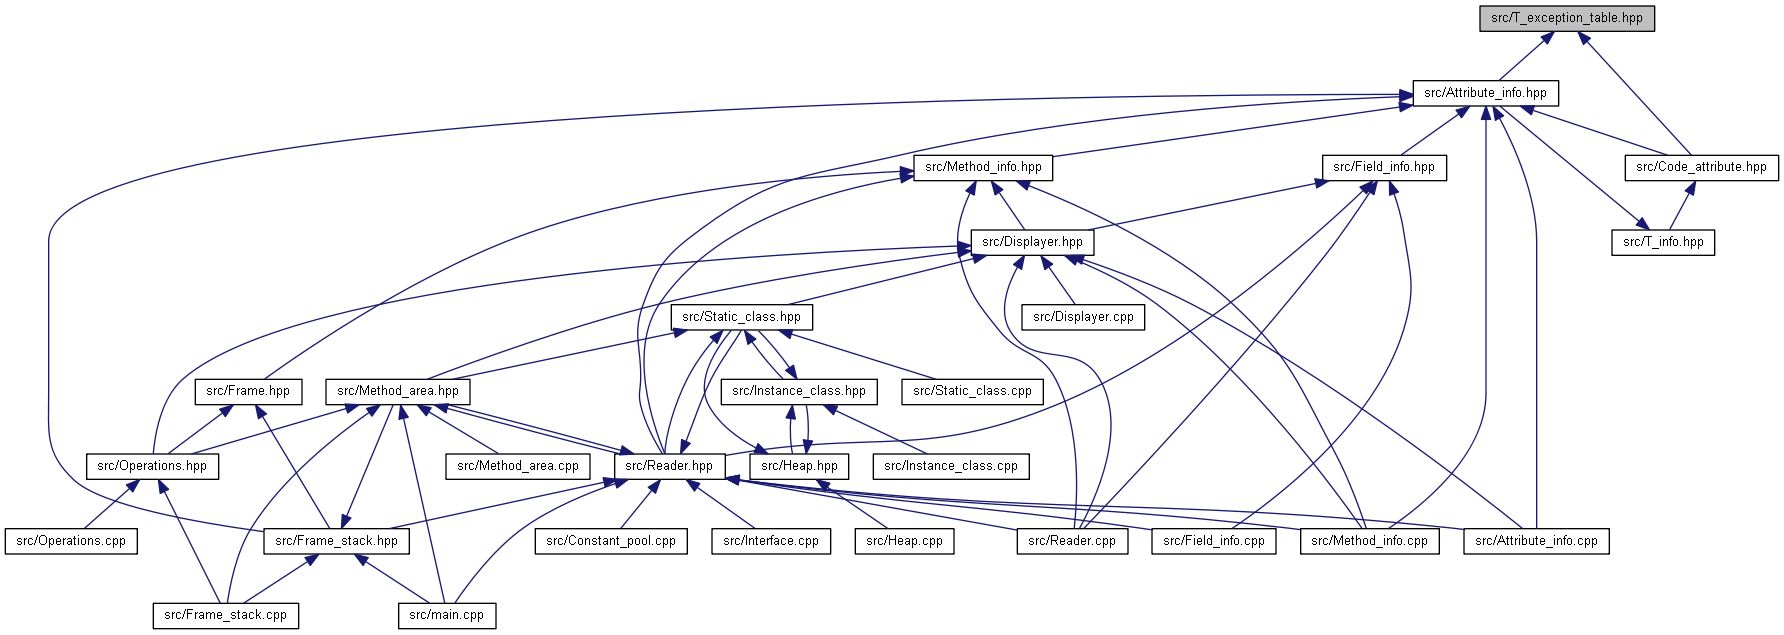 src/T_exception_table.hpp
src/Attribute_info.hpp
src/Method_info.hpp
src/Field_info.hpp
src/Code_attribute.hpp
src/Displayer.hpp
src/T_info.hpp
src/Static_class.hpp
src/Displayer.cpp
src/Frame.hpp
src/Method_area.hpp
src/Instance_class.hpp
src/Static_class.cpp
src/Operations.hpp
src/Method_area.cpp
src/Reader.hpp
src/Heap.hpp
src/Instance_class.cpp
src/Operations.cpp
src/Frame_stack.hpp
src/Constant_pool.cpp
src/Interface.cpp
src/Heap.cpp
src/Reader.cpp
src/Field_info.cpp
src/Method_info.cpp
src/Attribute_info.cpp
src/Frame_stack.cpp
src/main.cpp